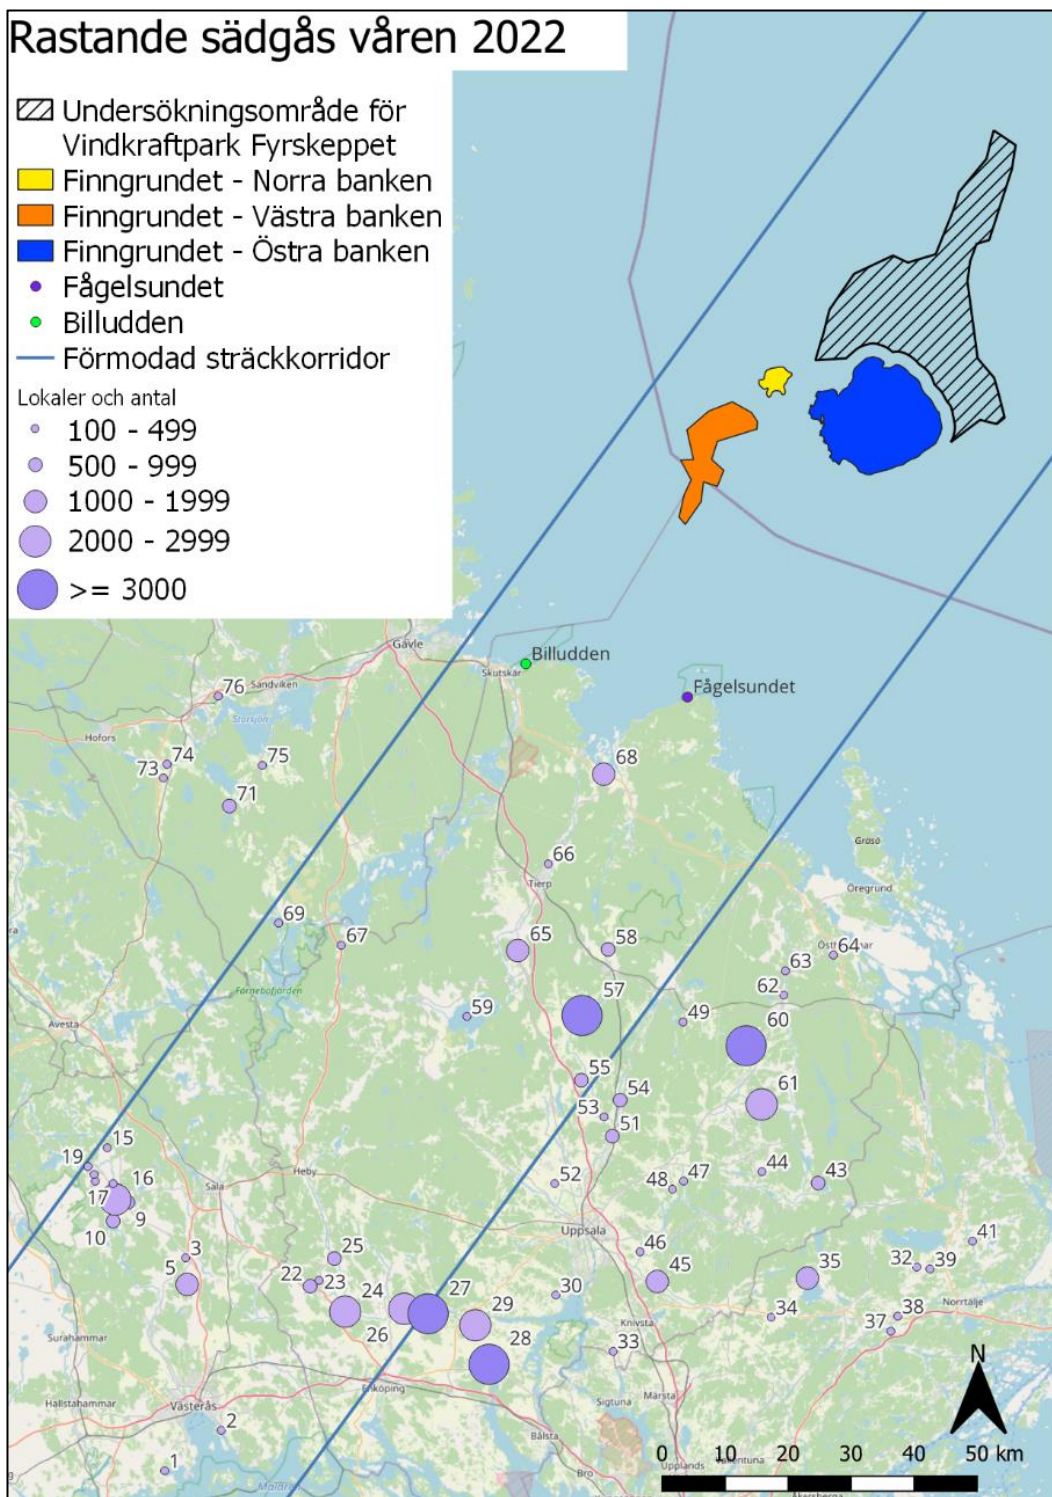 Rastande sädgås våren 2022
Undersökningsområde för
Vindkraftpark Fyrskeppet
Finngrundet - Norra banken
Finngrundet - Västra banken
Finngrundet - Östra banken
Fågelsundet
Billudden
Förmodad sträckkorridor
Lokaler och antal
100 - 499
500 - 999
1000 - 1999
2000 - 2999
>= 3000
Gävle
Billudden
Skutskär
76
Sandviken
Fågelsundet
Storsjön
Hofors
74
75
73
68
71
Gräsö
66
Tierp
Öregrund
69
67
65
58
64
63
Färnebofjärden
62
57
59
49
Avesta
60
55
54
61
53
51
15
19
Heby
16
52
48
47
44
43
17
Sala
9
10
Uppsala
3
25
46
41
5
22
23
30
45
35
32
39
24
27
29
34
38
Norrtälje
26
28
Knivsta
37
Surahammar
33
N
Enköping
Märsta
Hallstahammar
Västerås
Sigtuna
2
Bålsta
0 10 20 30 40 50 km
1
Bro
Upplands
Vallentuna
Mälaren
Åkersberga